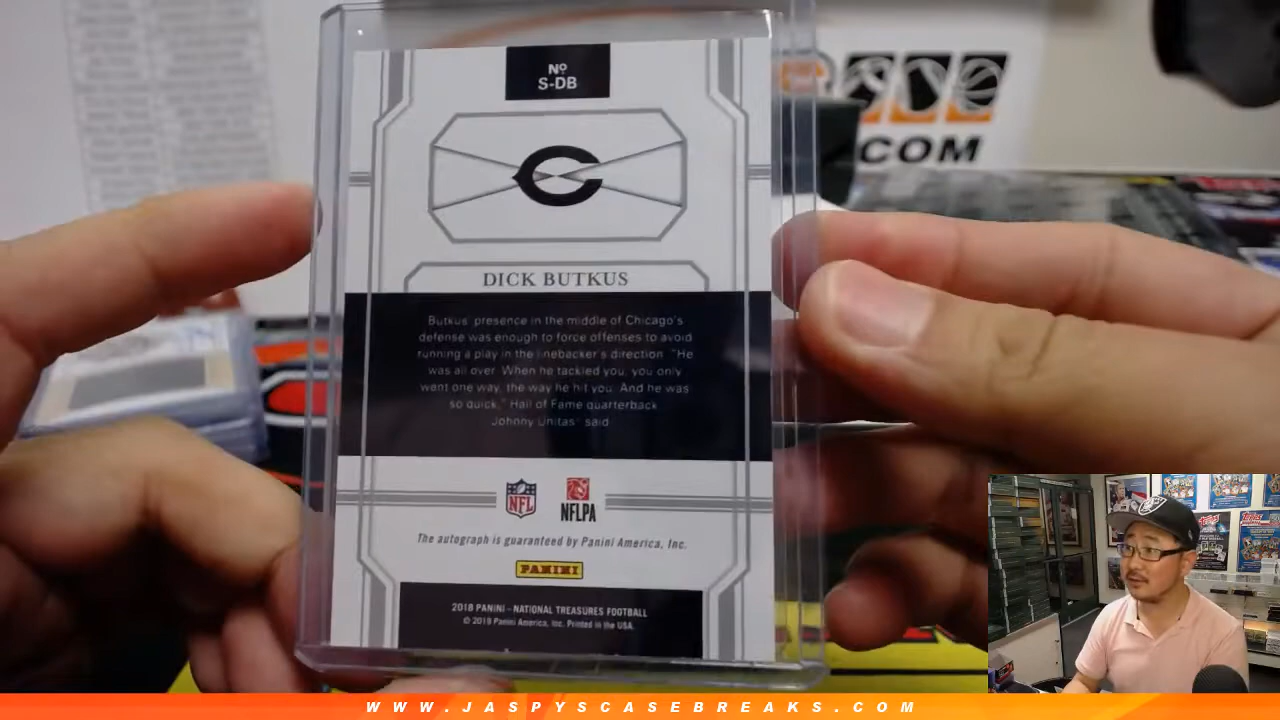 Nº
S-DB
.COM
C
DICK BUTKUS
Butkus' presence in the middle of Chicago's
defense was enough to force offenses to avoid
running a play in the linebacker's direction. "He
was all over. When he tackled you, you only
went one way, the way he hit you. And he was
so quick," Hail of Fame quarterback
Johnny Unitas said
NFL
NFLPA
The autograph is guaranteed by Panini America, Inc.
PANINI
2018 PANINI - NATIONAL TREASURES FOOTBALL
© 2019 Panini America, Inc. Printed in the USA.
WWW.JASPYSCASEBREAKS.COM